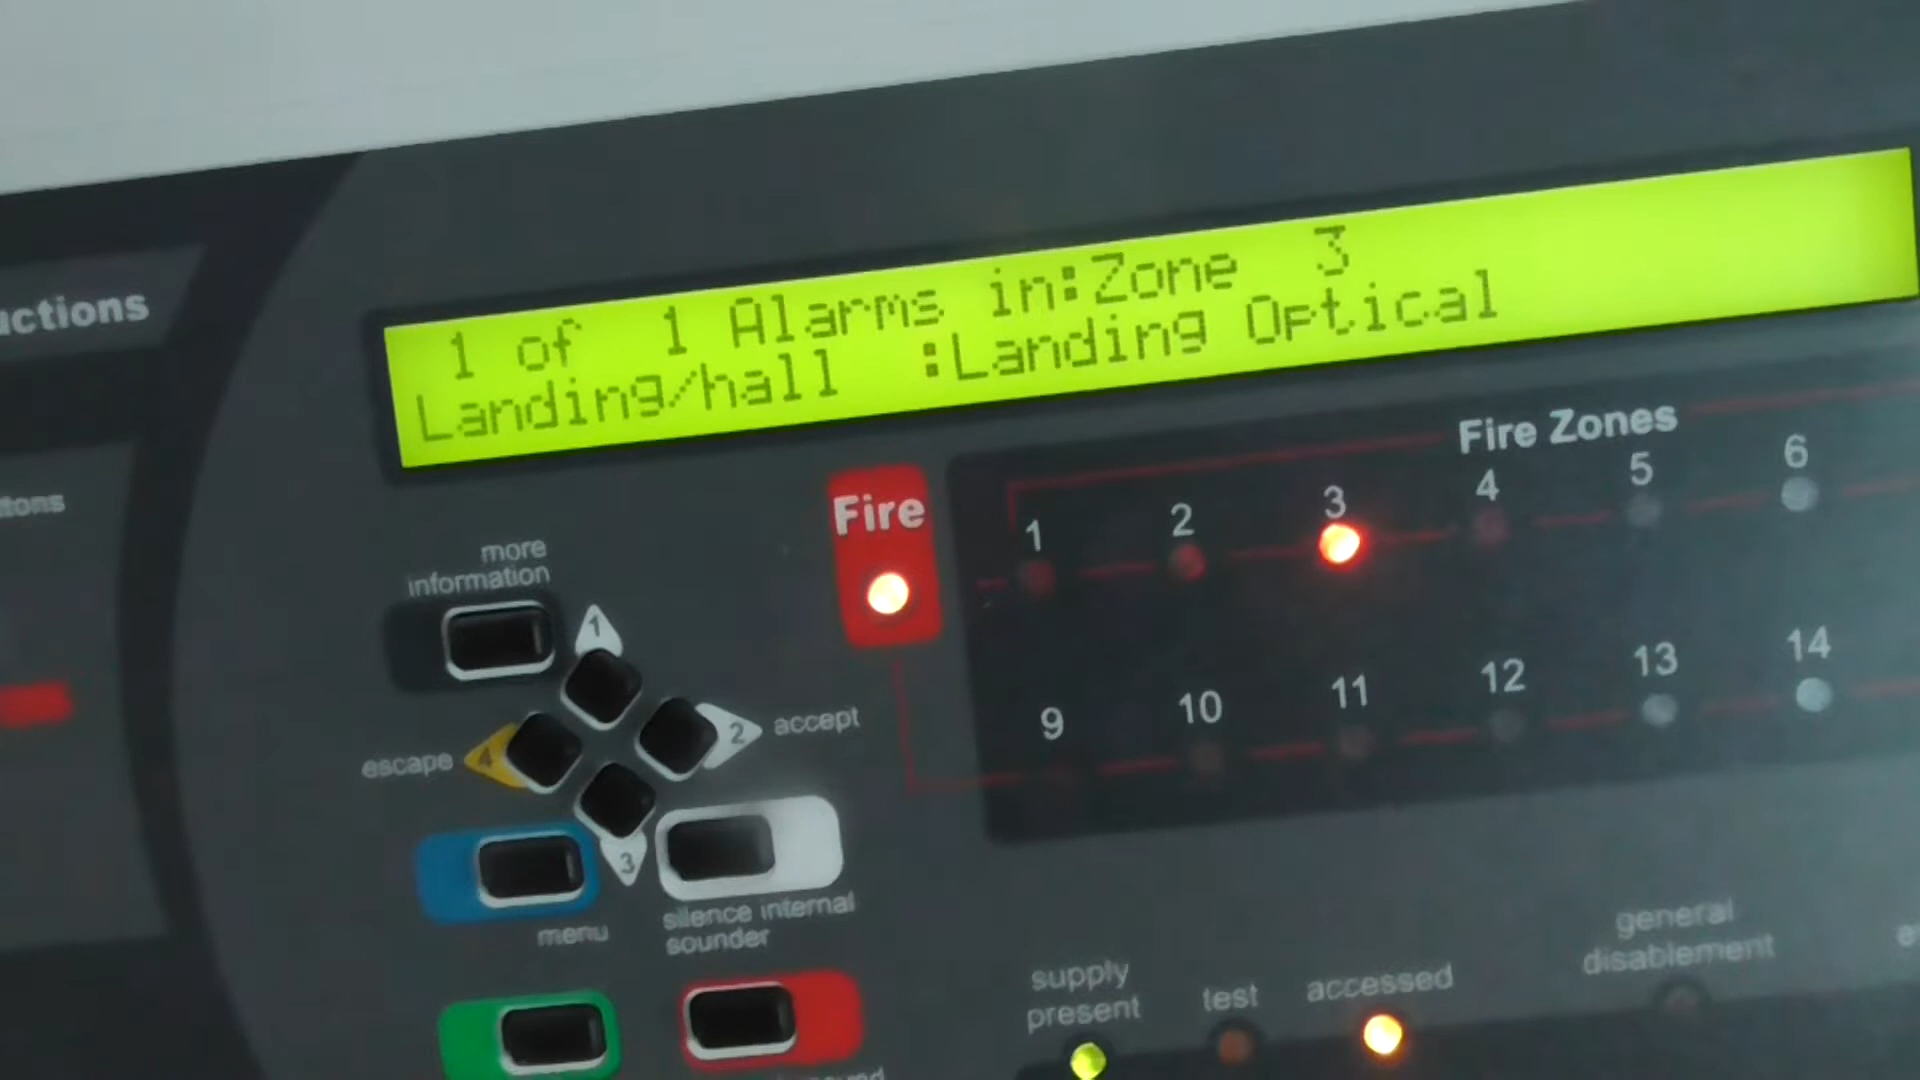 1 of 1 Alarms in:Zone 3
Landing/hall :Landing Optical
Fire Zones
Fire
1 2 3 4 5 6
9 10 11 12 13 14
more
information
1
2
accept
escape
4
3
menu
silence internal
sounder
supply
present
test
accessed
general
disablement